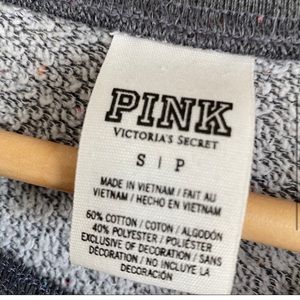 PINK
VICTORIA'S SECRET
S | P
MADE IN VIETNAM / FAIT AU
VIETNAM / HECHO EN VIETNAM
60% COTTON / COTON / ALGODÓN
40% POLYESTER / POLIÉSTER
EXCLUSIVE OF DECORATION / SANS
DÉCORATION / NO INCLUYE LA
DECORACIÓN